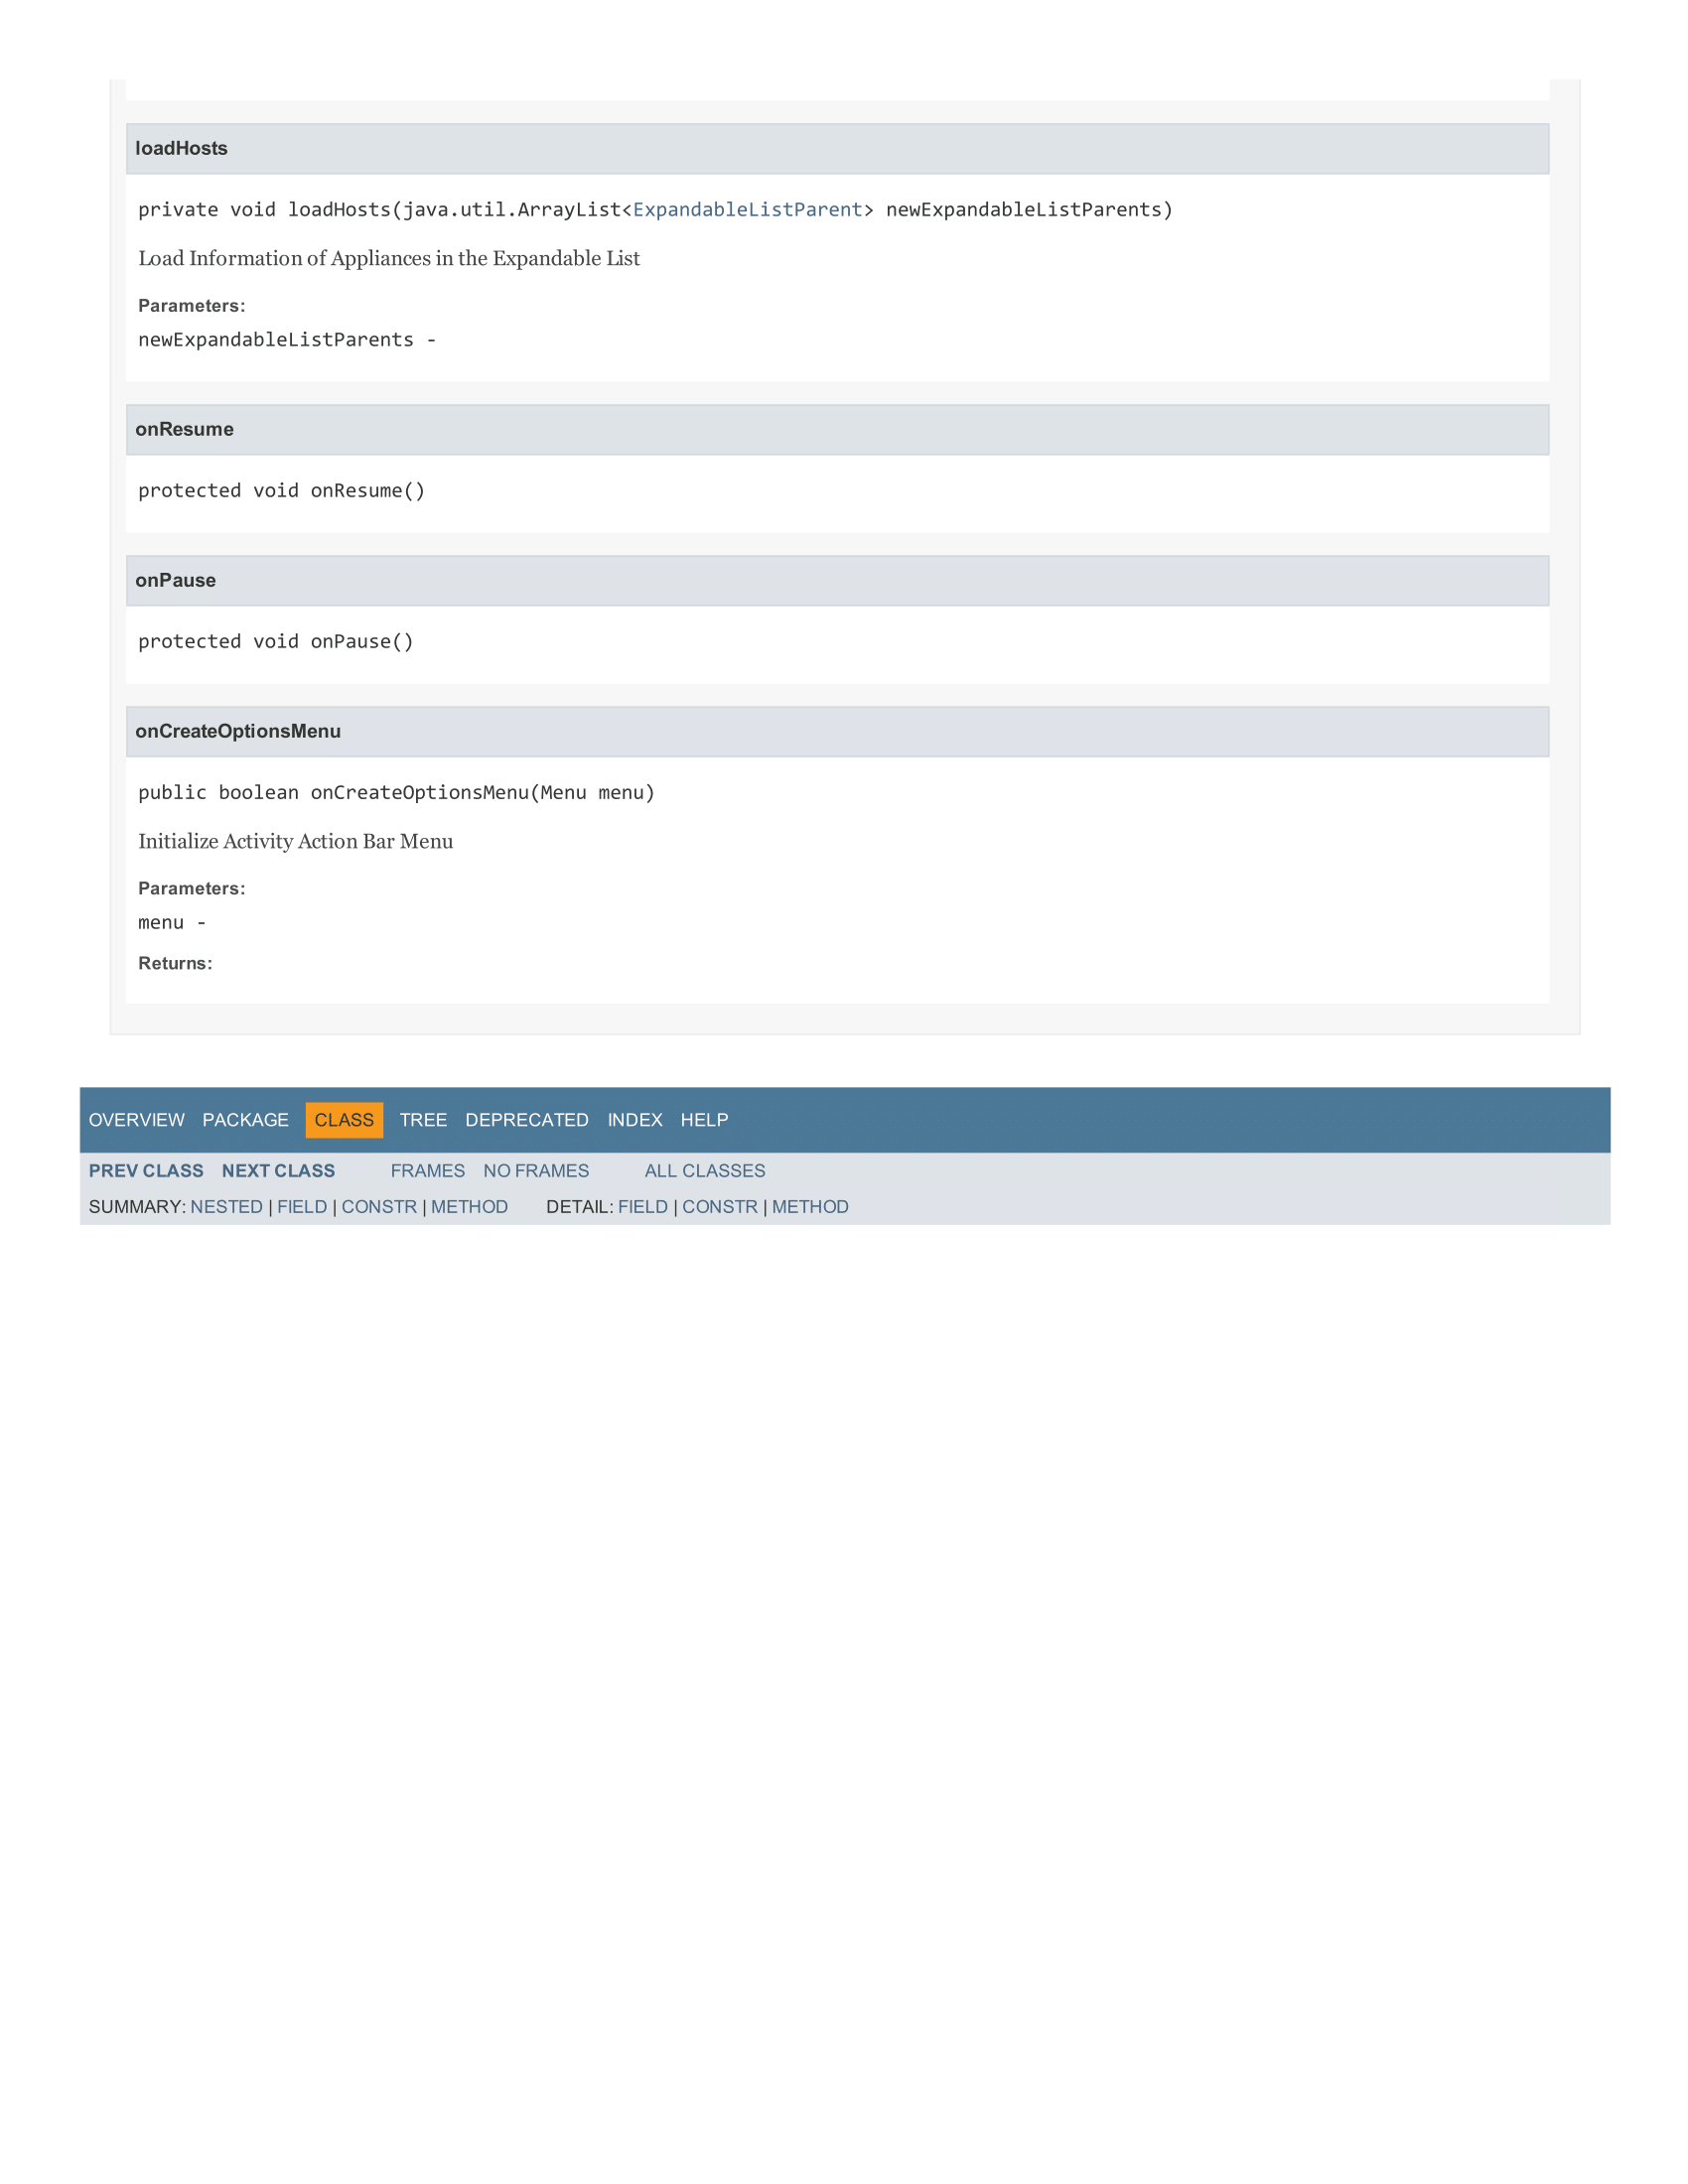 loadHosts
private void loadHosts(java.util.ArrayList<ExpandableListParent> newExpandableListParents)
Load Information of Appliances in the Expandable List
Parameters:
newExpandableListParents -
onResume
protected void onResume()
onPause
protected void onPause()
onCreateOptionsMenu
public boolean onCreateOptionsMenu(Menu menu)
Initialize Activity Action Bar Menu
Parameters:
menu -
Returns:
OVERVIEW PACKAGE CLASS TREE DEPRECATED INDEX HELP
PREV CLASS NEXT CLASS FRAMES NO FRAMES ALL CLASSES
SUMMARY: NESTED | FIELD | CONSTR | METHOD DETAIL: FIELD | CONSTR | METHOD